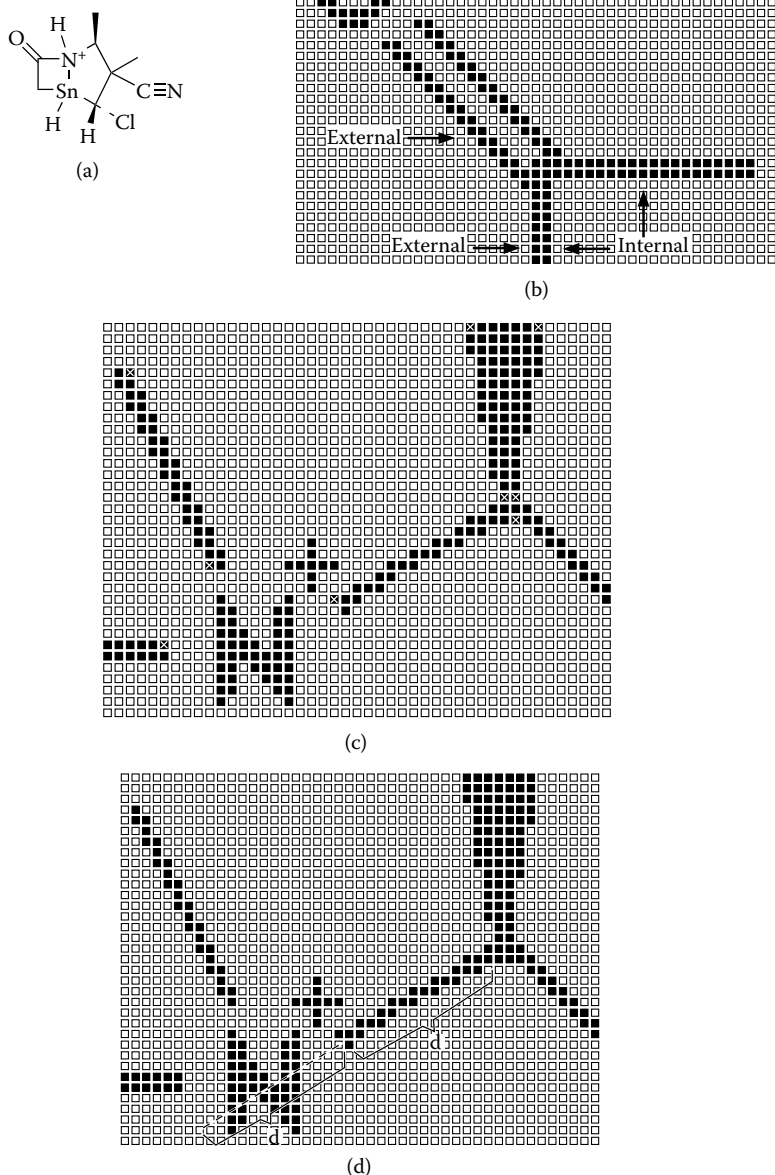 H
O
N+
Sn
C≡N
H
H
Cl
(a)
External
External
Internal
(b)
(c)
d
d
(d)